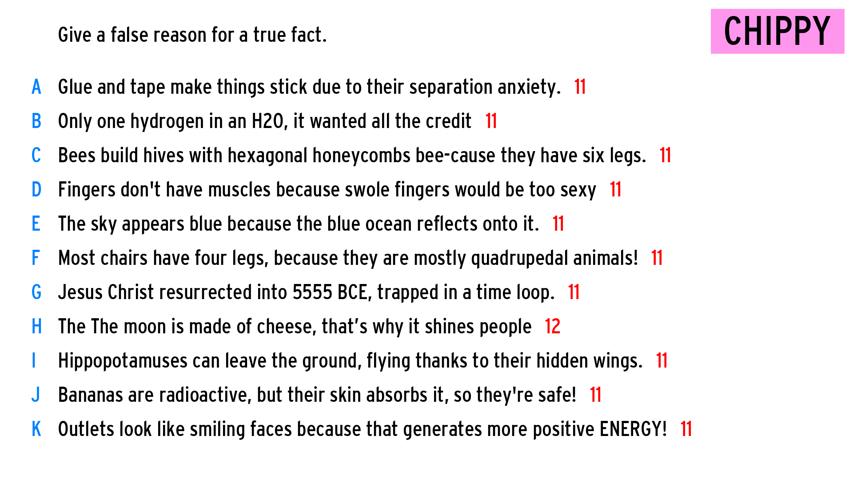 Give a false reason for a true fact.
CHIPPY
A Glue and tape make things stick due to their separation anxiety. 11
B Only one hydrogen in an H20, it wanted all the credit 11
C Bees build hives with hexagonal honeycombs bee-cause they have six legs. 11
D Fingers don't have muscles because swole fingers would be too sexy 11
E The sky appears blue because the blue ocean reflects onto it. 11
F Most chairs have four legs, because they are mostly quadrupedal animals! 11
G Jesus Christ resurrected into 5555 BCE, trapped in a time loop. 11
H The The moon is made of cheese, that's why it shines people 12
I Hippopotamuses can leave the ground, flying thanks to their hidden wings. 11
J Bananas are radioactive, but their skin absorbs it, so they're safe! 11
K Outlets look like smiling faces because that generates more positive ENERGY! 11